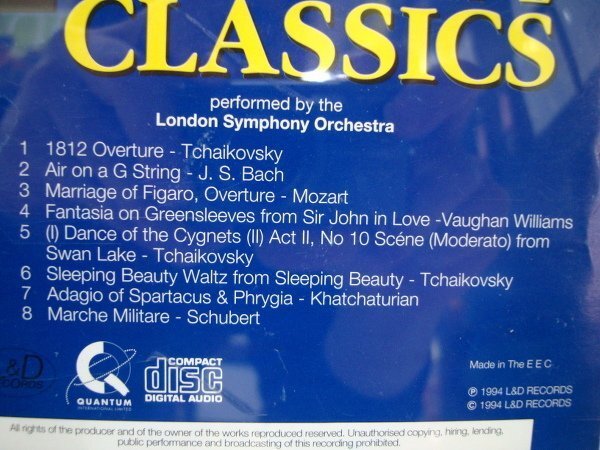 CLASSICS
performed by the
London Symphony Orchestra
1 1812 Overture - Tchaikovsky
2 Air on a G String - J. S. Bach
3 Marriage of Figaro, Overture - Mozart
4 Fantasia on Greensleeves from Sir John in Love -Vaughan Williams
5 (I) Dance of the Cygnets (II) Act II, No 10 Scéne (Moderato) from
Swan Lake - Tchaikovsky
6 Sleeping Beauty Waltz from Sleeping Beauty - Tchaikovsky
7 Adagio of Spartacus & Phrygia - Khatchaturian
8 Marche Militare - Schubert
&D
RECORDS
QUANTUM
INTERNATIONAL LIMITED
COMPACT
disc
DIGITAL AUDIO
Made in The E E C
℗ 1994 L&D RECORDS
© 1994 L&D RECORDS
All rights of the producer and of the owner of the works reproduced reserved. Unauthorised copying, hiring, lending,
public performance and broadcasting of this recording prohibited.